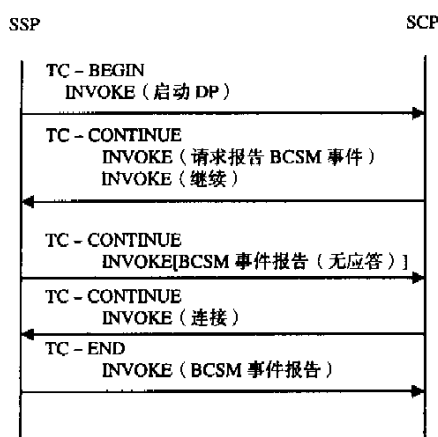 SSP
SCP
TC – BEGIN
INVOKE（启动 DP）
TC – CONTINUE
INVOKE（请求报告 BCSM 事件）
INVOKE（继续）
TC – CONTINUE
INVOKE[BCSM 事件报告（无应答）]
TC – CONTINUE
INVOKE（连接）
TC – END
INVOKE（BCSM 事件报告）